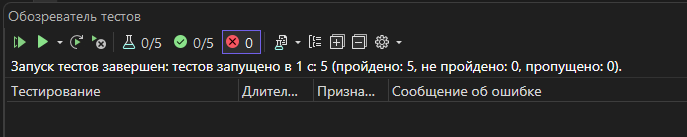 Обозреватель тестов
0/5 0/5 0
Запуск тестов завершен: тестов запущено в 1 с: 5 (пройдено: 5, не пройдено: 0, пропущено: 0).
Тестирование Длител... Призна... Сообщение об ошибке